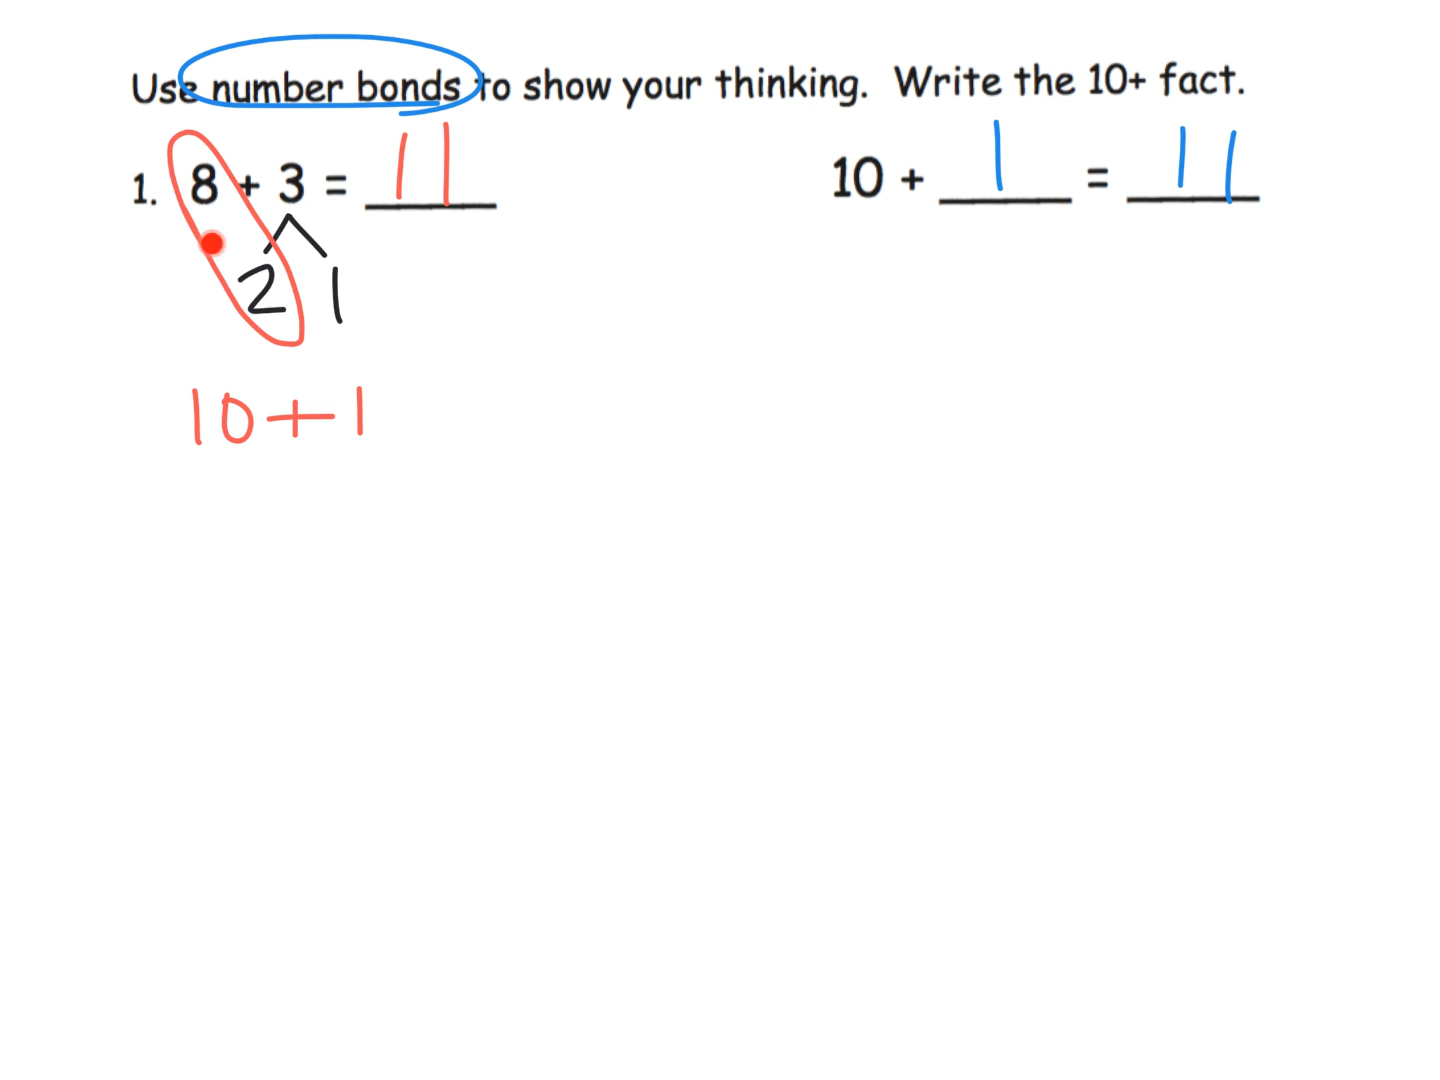 Use number bonds to show your thinking. Write the 10+ fact.
1. 8 + 3 = 11 10 + 1 = 11
2 1
10+1